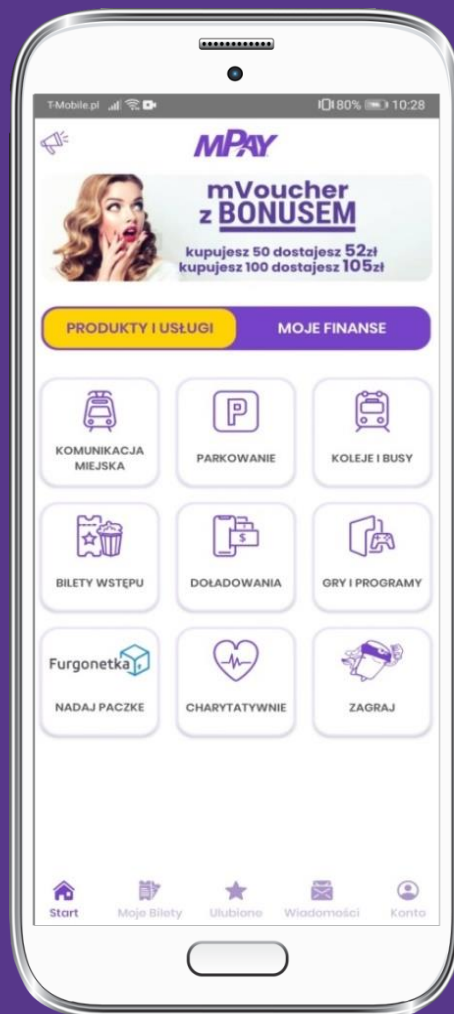 T-Mobile.pl
80% 10:28
mPAY
mVoucher
z BONUSEM
kupujesz 50 dostajesz 52zł
kupujesz 100 dostajesz 105zł
PRODUKTY I USŁUGI
MOJE FINANSE
KOMUNIKACJA
MIEJSKA
PARKOWANIE
KOLEJE I BUSY
BILETY WSTĘPU
DOŁADOWANIA
GRY I PROGRAMY
Furgonetka
NADAJ PACZKE
CHARYTATYWNIE
ZAGRAJ
Start
Moje Bilety
Ulubione
Wiadomości
Konto